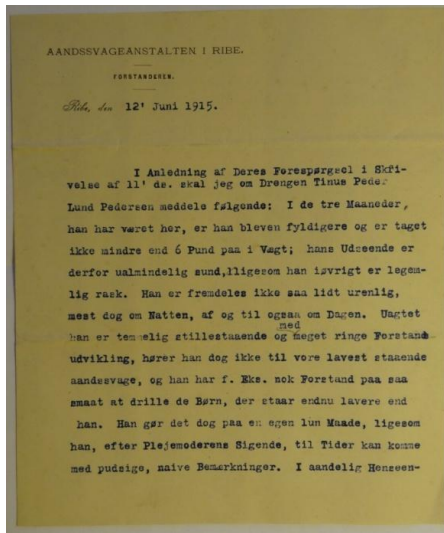 AANDSSVAGEANSTALTEN I RIBE.
FORSTANDEREN.
Ribe, den 12' Juni 1915.
I Anledning af Deres Forespørgsel i Skri-
velse af 11' ds. skal jeg om Drengen Tinus Peder
Lund Pedersen meddele følgende: I de tre Maaneder,
han har været her, er han bleven fyldigere og er taget
ikke mindre end 6 Pund paa i Vægt; hans Udseende er
derfor ualmindelig sund,lligesom han iøvrigt er legem-
lig rask. Han er fremdeles ikke saa lidt urenlig,
mest dog om Natten, af og til ogsaa om Dagen. Uagtet
med
han er temmelig stillestaaende og meget ringe Forstands
udvikling, hører han dog ikke til vore lavest staaende
aandssvage, og han har f. Eks. nok Forstand paa saa
smaat at drille de Børn, der staar endnu lavere end
han. Han gør det dog paa en egen lun Maade, ligesom
han, efter Plejemoderens Sigende, til Tider kan komme
med pudsige, naive Bemærkninger. I aandelig Henseen-